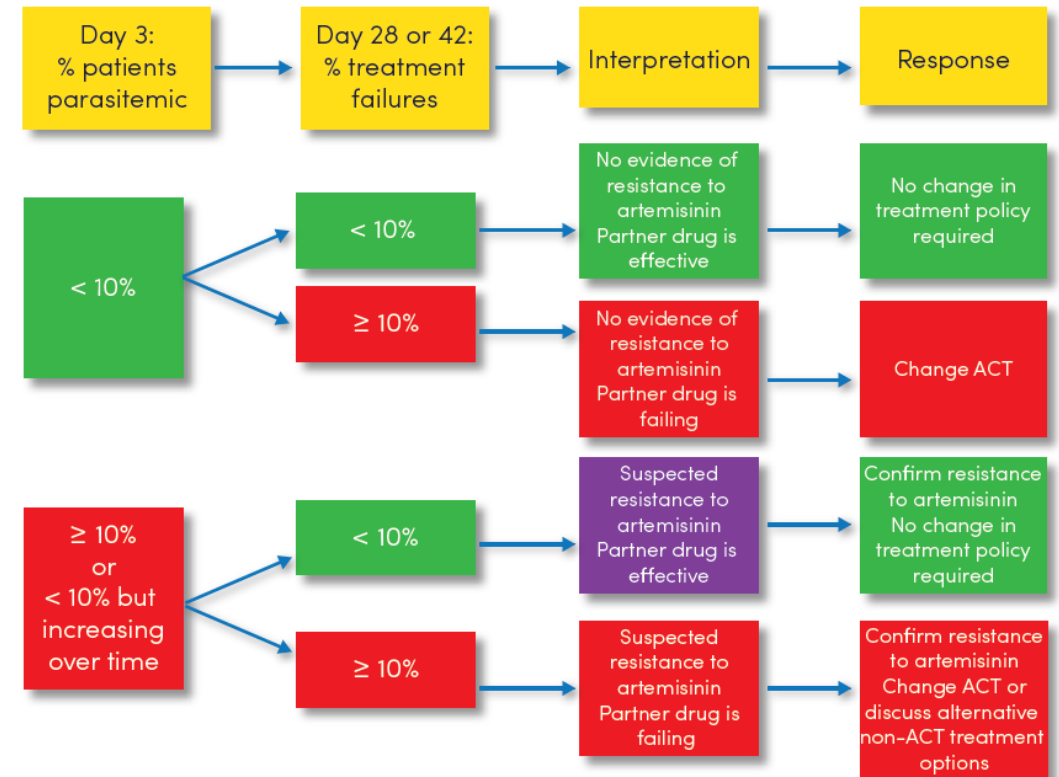 Day 3:
% patients
parasitemic
Day 28 or 42:
% treatment
failures
Interpretation
Response
< 10%
< 10%
No evidence of
resistance to
artemisinin
Partner drug is
effective
No change in
treatment policy
required
≥ 10%
No evidence of
resistance to
artemisinin
Partner drug is
failing
Change ACT
≥ 10%
or
< 10% but
increasing
over time
< 10%
Suspected
resistance to
artemisinin
Partner drug is
effective
Confirm resistance
to artemisinin
No change in
treatment policy
required
≥ 10%
Suspected
resistance to
artemisinin
Partner drug is
failing
Confirm resistance
to artemisinin
Change ACT or
discuss alternative
non-ACT treatment
options